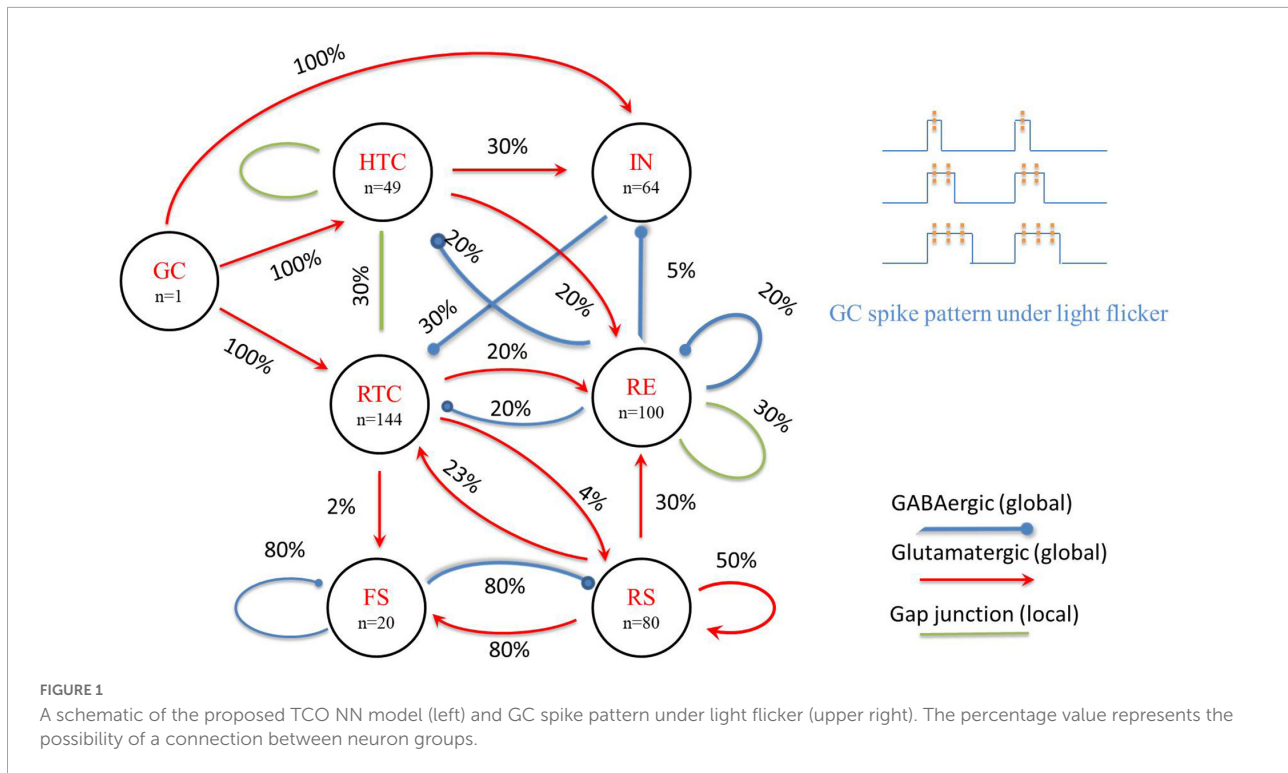 100%
HTC
n=49
30%
IN
n=64
GC
n=1
100%
20%
20%
5%
20%
GC spike pattern under light flicker
30%
30%
100%
RTC
n=144
20%
20%
RE
n=100
30%
23%
4%
2%
30%
GABAergic (global)
Glutamatergic (global)
Gap junction (local)
80%
FS
n=20
80%
80%
RS
n=80
50%
FIGURE 1
A schematic of the proposed TCO NN model (left) and GC spike pattern under light flicker (upper right). The percentage value represents the
possibility of a connection between neuron groups.